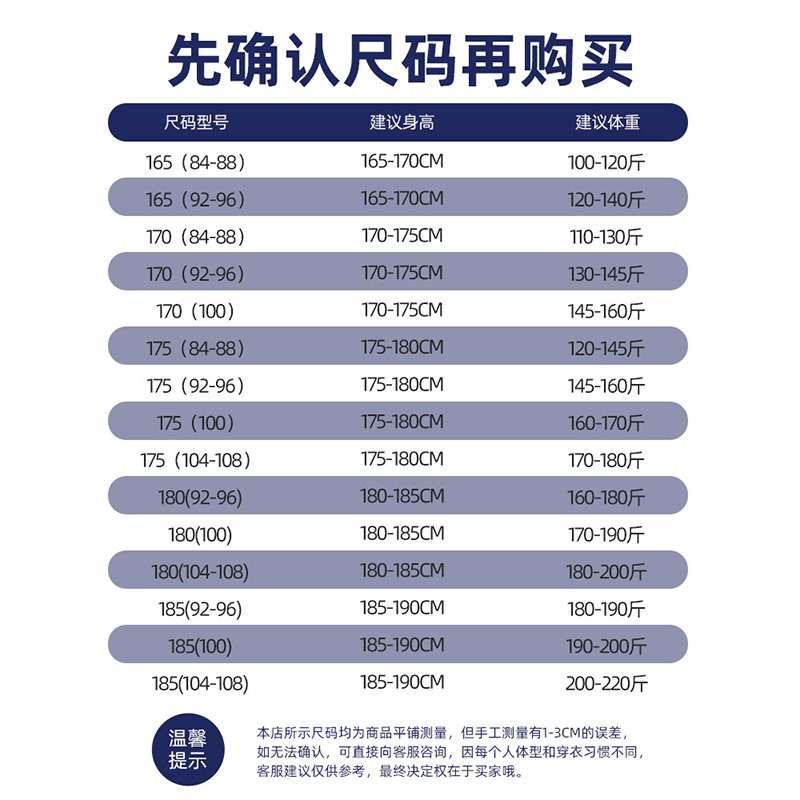 先确认尺码再购买
尺码型号 建议身高 建议体重
165（84-88） 165-170CM 100-120斤
165（92-96） 165-170CM 120-140斤
170（84-88） 170-175CM 110-130斤
170（92-96） 170-175CM 130-145斤
170（100） 170-175CM 145-160斤
175（84-88） 175-180CM 120-145斤
175（92-96） 175-180CM 145-160斤
175（100） 175-180CM 160-170斤
175（104-108） 175-180CM 170-180斤
180(92-96) 180-185CM 160-180斤
180(100) 180-185CM 170-190斤
180(104-108) 180-185CM 180-200斤
185(92-96) 185-190CM 180-190斤
185(100) 185-190CM 190-200斤
185(104-108) 185-190CM 200-220斤
温馨
提示
本店所示尺码均为商品平铺测量，但手工测量有1-3CM的误差，
如无法确认，可直接向客服咨询，因每个人体型和穿衣习惯不同，
客服建议仅供参考，最终决定权在于买家哦。